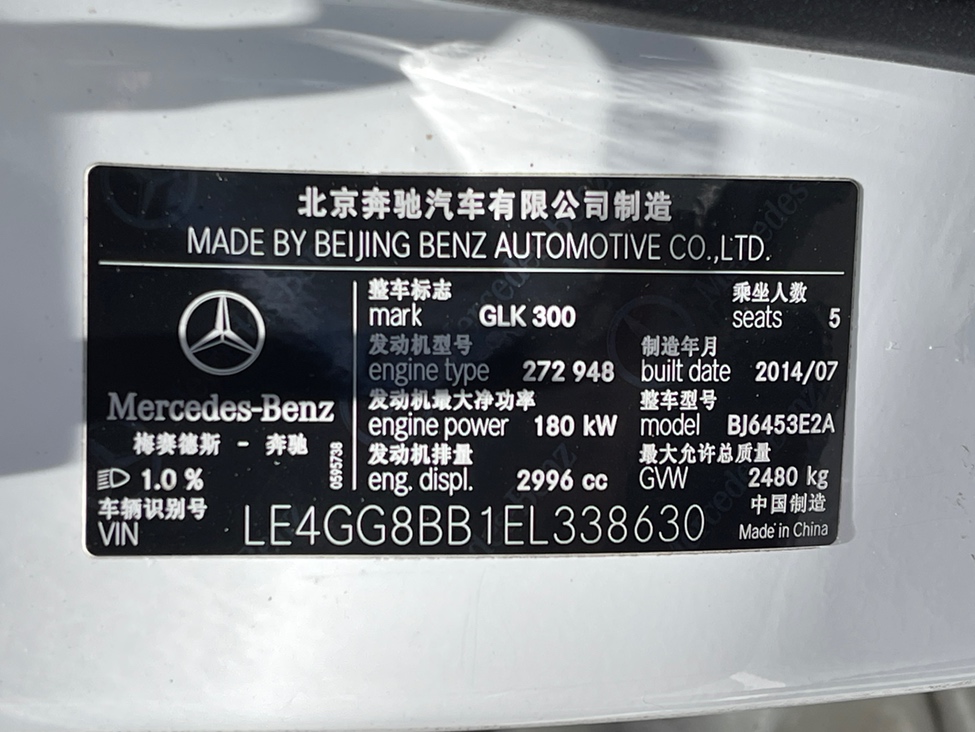 北京奔驰汽车有限公司制造
MADE BY BEIJING BENZ AUTOMOTIVE CO.,LTD.
Mercedes-Benz
梅赛德斯 - 奔驰
1.0 %
0595738
整车标志 乘坐人数
mark GLK 300 seats 5
发动机型号 制造年月
engine type 272 948 built date 2014/07
发动机最大净功率 整车型号
engine power 180 kW model BJ6453E2A
发动机排量 最大允许总质量
eng. displ. 2996 cc GVW 2480 kg
车辆识别号 中国制造
VIN LE4GG8BB1EL338630 Made in China